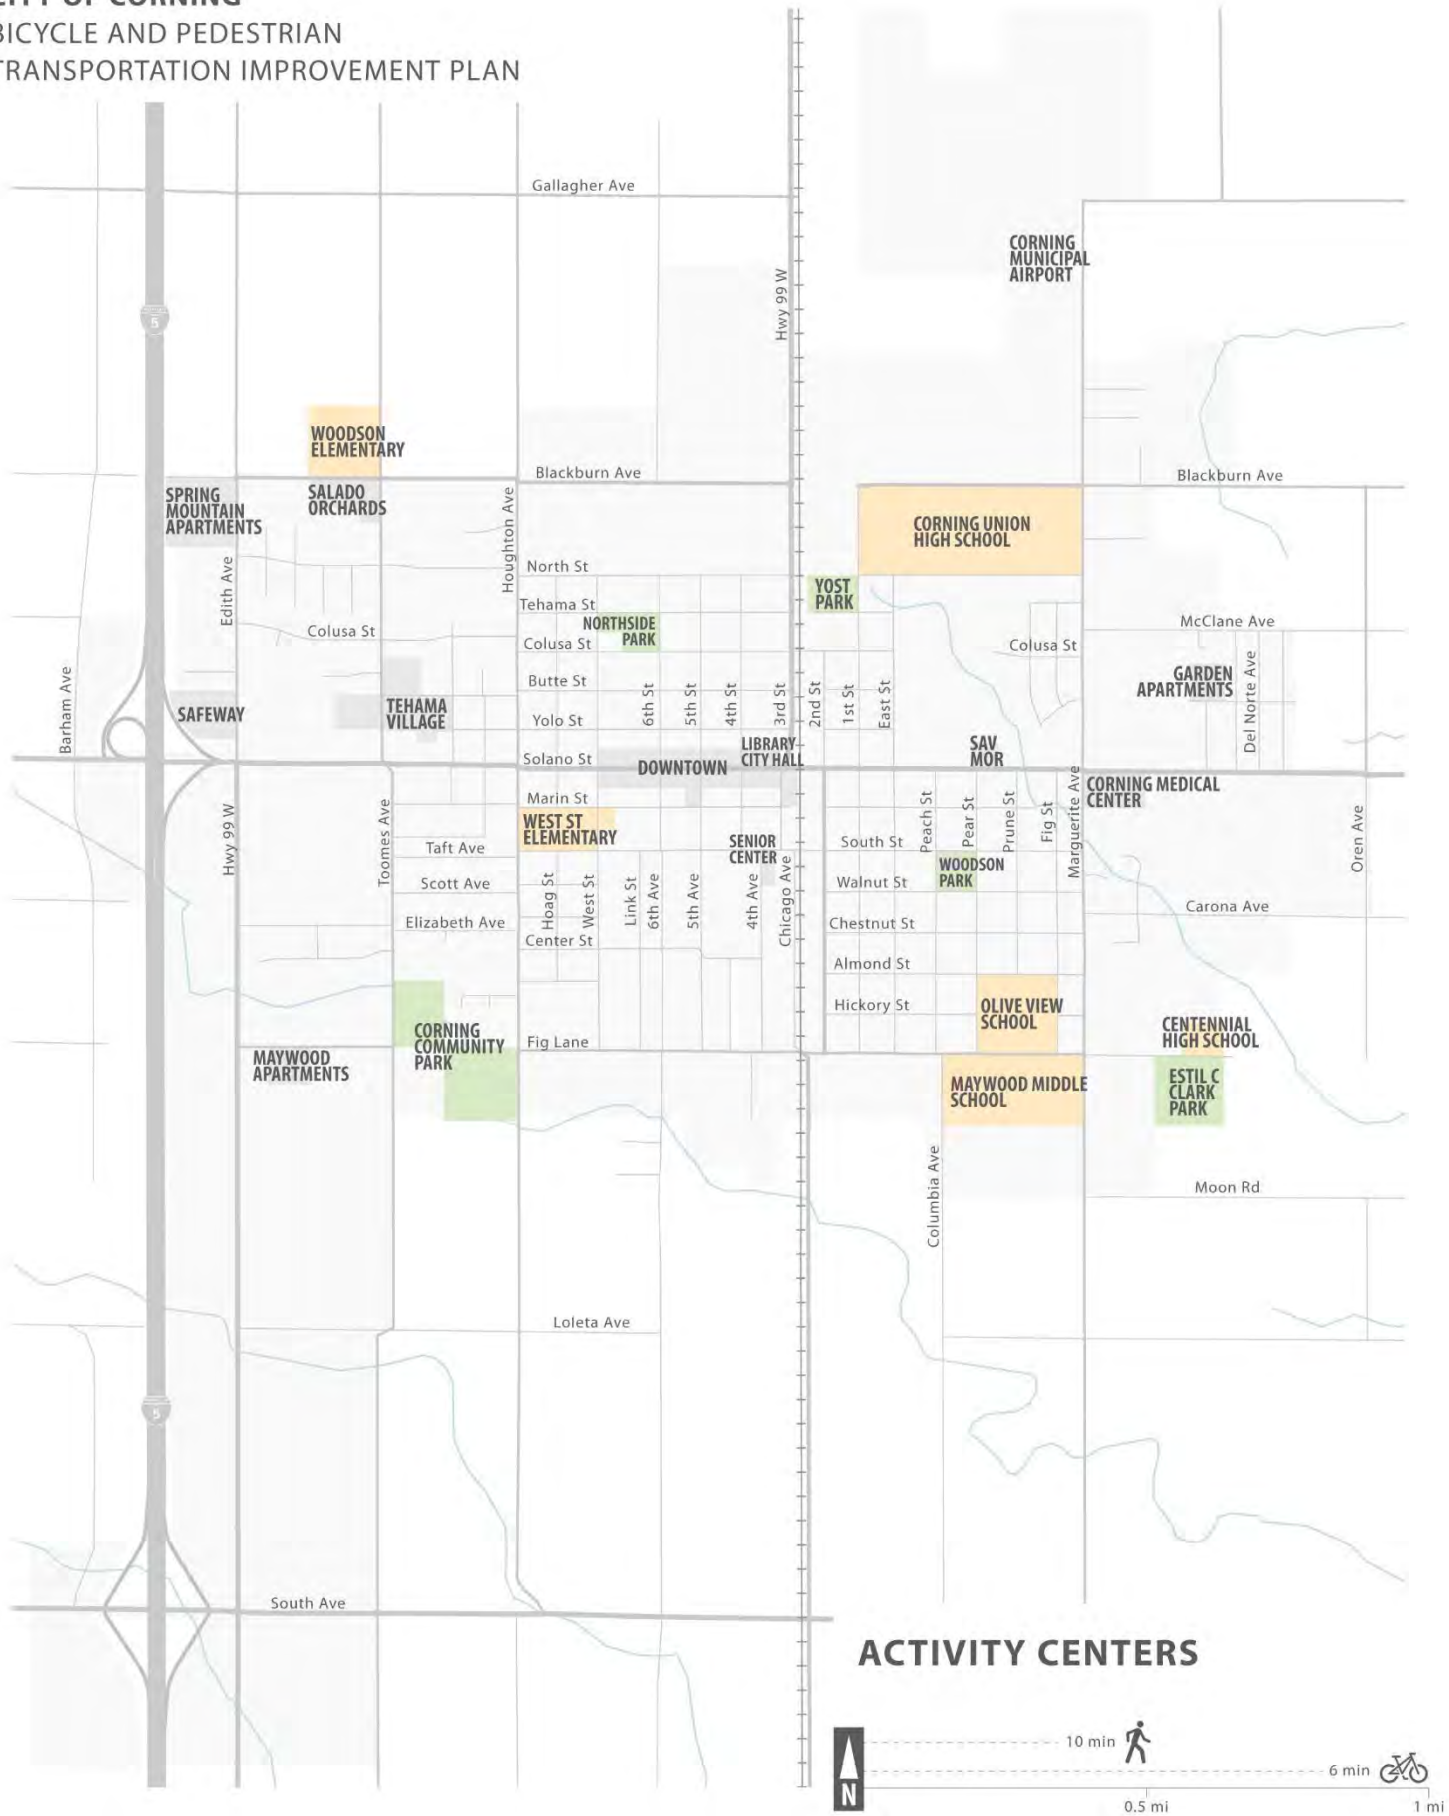 CITY OF CORNING
BICYCLE AND PEDESTRIAN
TRANSPORTATION IMPROVEMENT PLAN
Gallagher Ave
CORNING
MUNICIPAL
AIRPORT
Hwy 99 W
5
WOODSON
ELEMENTARY
Blackburn Ave
Blackburn Ave
SPRING
MOUNTAIN
APARTMENTS
SALADO
ORCHARDS
Houghton Ave
CORNING UNION
HIGH SCHOOL
Edith Ave
North St
YOST
PARK
Tehama St
NORTHSIDE
PARK
Colusa St
Colusa St
Colusa St
McClane Ave
Barham Ave
Butte St
6th St
5th St
4th St
3rd St
2nd St
1st St
East St
GARDEN
APARTMENTS
Del Norte Ave
SAFEWAY
TEHAMA
VILLAGE
Yolo St
LIBRARY
CITY HALL
SAV
MOR
Solano St
DOWNTOWN
CORNING MEDICAL
CENTER
Marin St
Hwy 99 W
Toomes Ave
WEST ST
ELEMENTARY
Taft Ave
SENIOR
CENTER
South St
Peach St
Pear St
Prune St
Fig St
Marguerite Ave
Oren Ave
WOODSON
PARK
Scott Ave
Walnut St
Hoag St
West St
Link St
6th Ave
5th Ave
4th Ave
Chicago Ave
Carona Ave
Elizabeth Ave
Chestnut St
Center St
Almond St
Hickory St
OLIVE VIEW
SCHOOL
CORNING
COMMUNITY
PARK
Fig Lane
CENTENNIAL
HIGH SCHOOL
MAYWOOD
APARTMENTS
MAYWOOD MIDDLE
SCHOOL
ESTIL C
CLARK
PARK
Columbia Ave
Moon Rd
Loleta Ave
5
South Ave
ACTIVITY CENTERS
10 min
6 min
N
0.5 mi
1 mi